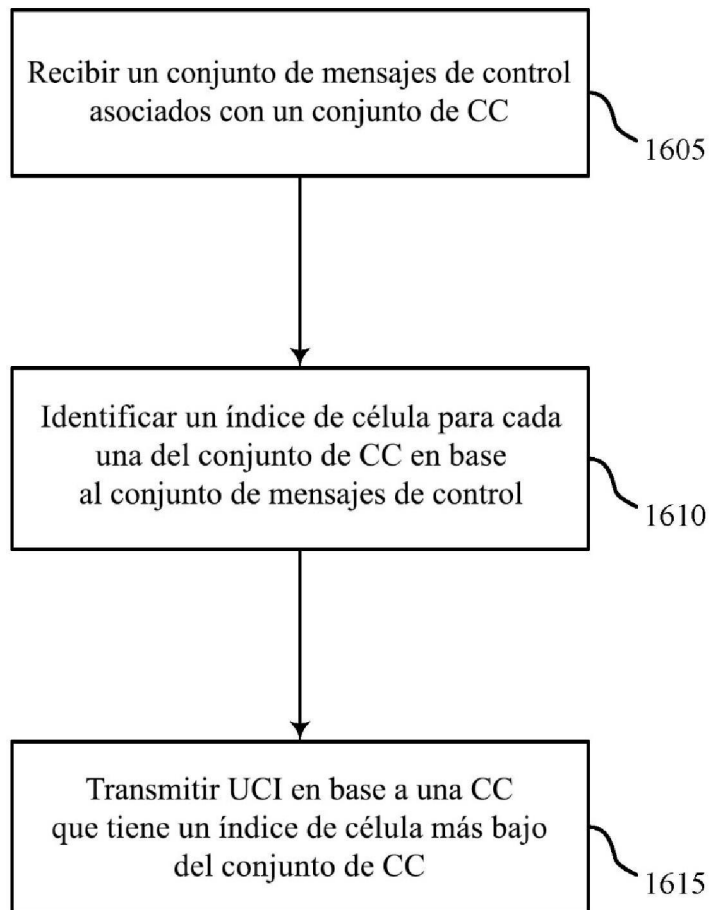 Recibir un conjunto de mensajes de control
asociados con un conjunto de CC
1605
Identificar un índice de célula para cada
una del conjunto de CC en base
al conjunto de mensajes de control
1610
Transmitir UCI en base a una CC
que tiene un índice de célula más bajo
del conjunto de CC
1615